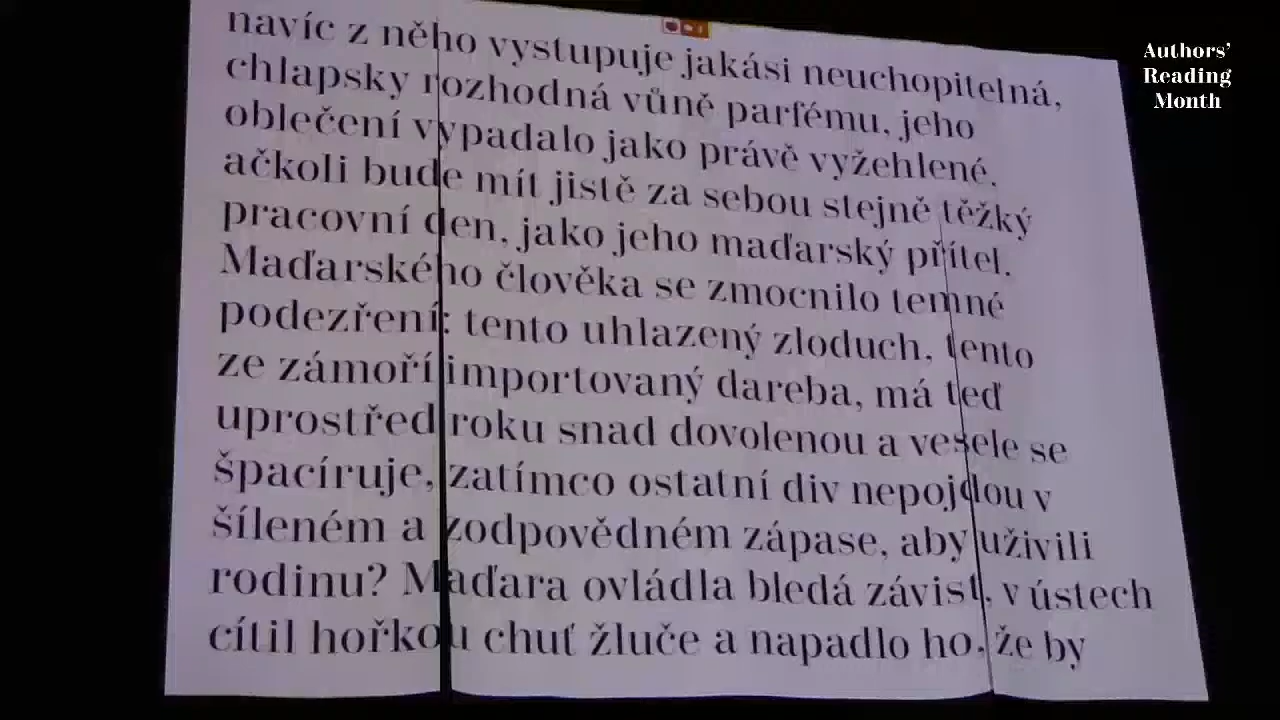 navíc z něho vystupuje jakási neuchopitelná,
chlapsky rozhodná vůně parfému, jeho
oblečení vypadalo jako právě vyžehlené,
ačkoli bude mít jistě za sebou stejně těžký
pracovní den, jako jeho maďarský přítel.
Maďarského člověka se zmocnilo temné
podezření: tento uhlazený zloduch, tento
ze zámoří importovaný dareba, má teď
uprostřed roku snad dovolenou a vesele se
špacíruje, zatímco ostatní div nepojdou v
šíleném a zodpovědném zápase, aby uživili
rodinu? Maďara ovládla bledá závist, v ústech
cítil hořkou chuť žluče a napadlo ho, že by
Authors'
Reading
Month